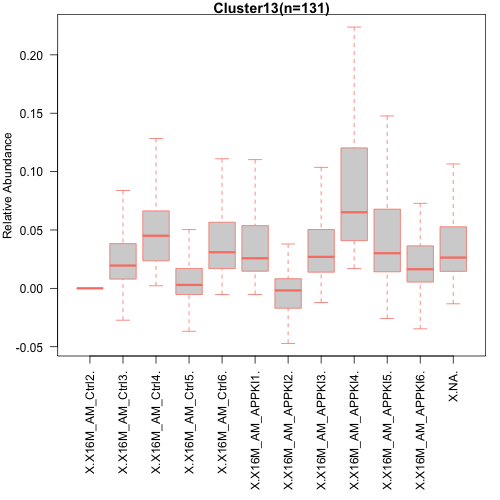 Cluster13(n=131)
Relative Abundance
0.20
0.15
0.10
0.05
0.00
-0.05
X.X16M_AM_Ctrl2.
X.X16M_AM_Ctrl3.
X.X16M_AM_Ctrl4.
X.X16M_AM_Ctrl5.
X.X16M_AM_Ctrl6.
X.X16M_AM_APPKI1.
X.X16M_AM_APPKI2.
X.X16M_AM_APPKI3.
X.X16M_AM_APPKI4.
X.X16M_AM_APPKI5.
X.X16M_AM_APPKI6.
X.NA.